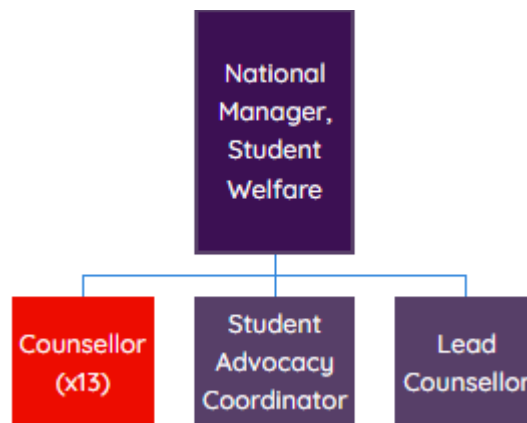 National
Manager,
Student
Welfare
Counsellor
(x13)
Student
Advocacy
Coordinator
Lead
Counsellor